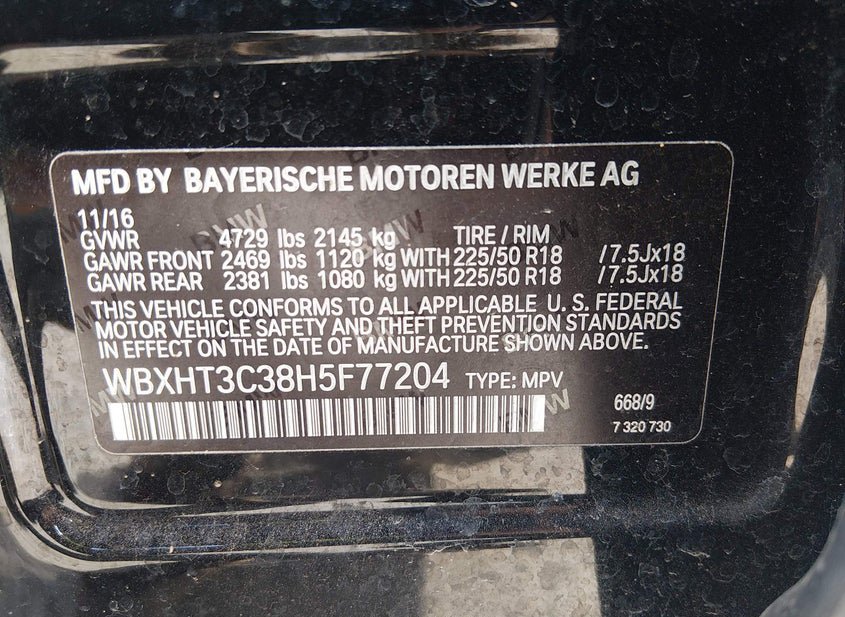 MFD BY BAYERISCHE MOTOREN WERKE AG
11/16
GVWR 4729 lbs 2145 kg TIRE / RIM
GAWR FRONT 2469 lbs 1120 kg WITH 225/50 R18 /7.5Jx18
GAWR REAR 2381 lbs 1080 kg WITH 225/50 R18 /7.5Jx18
THIS VEHICLE CONFORMS TO ALL APPLICABLE U. S. FEDERAL
MOTOR VEHICLE SAFETY AND THEFT PREVENTION STANDARDS
IN EFFECT ON THE DATE OF MANUFACTURE SHOWN ABOVE.
WBXHT3C38H5F77204 TYPE: MPV
668/9
7 320 730